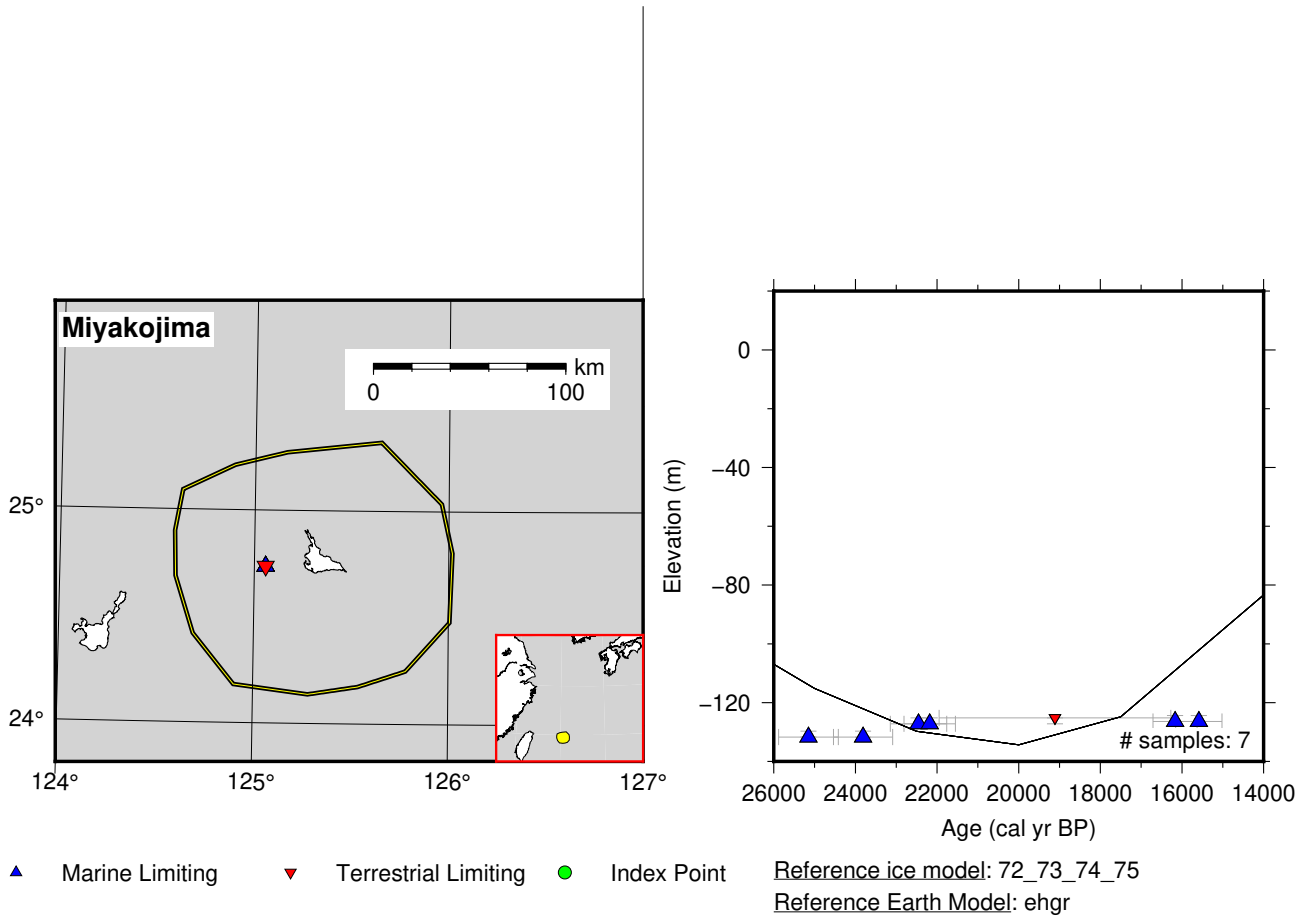 Miyakojima
km
0 100
25°
24°
124° 125° 126° 127°
Elevation (m)
0
−40
−80
−120
# samples: 7
26000 24000 22000 20000 18000 16000 14000
Age (cal yr BP)
Marine Limiting Terrestrial Limiting Index Point
Reference ice model: 72_73_74_75
Reference Earth Model: ehgr